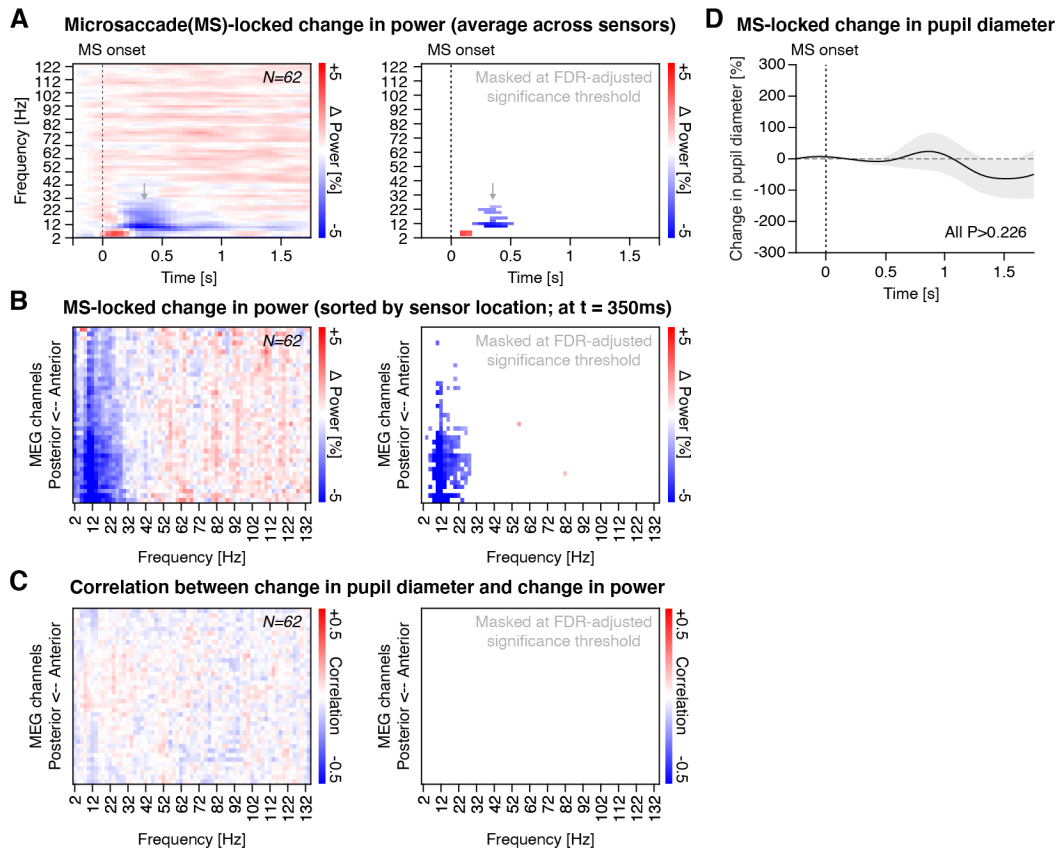 A
Microsaccade(MS)-locked change in power (average across sensors)
MS onset
N=62
122
112
102
92
82
72
62
52
42
32
22
12
2
Frequency [Hz]
0
0.5
1
1.5
Time [s]
+5
Δ Power [%]
-5
MS onset
Masked at FDR-adjusted
significance threshold
122
112
102
92
82
72
62
52
42
32
22
12
2
0
0.5
1
1.5
Time [s]
+5
Δ Power [%]
-5
B
MS-locked change in power (sorted by sensor location; at t = 350ms)
N=62
MEG channels
Posterior <-- Anterior
2
12
22
32
42
52
62
72
82
92
102
112
122
132
Frequency [Hz]
+5
Δ Power [%]
-5
Masked at FDR-adjusted
significance threshold
MEG channels
Posterior <-- Anterior
2
12
22
32
42
52
62
72
82
92
102
112
122
132
Frequency [Hz]
+5
Δ Power [%]
-5
C
Correlation between change in pupil diameter and change in power
N=62
MEG channels
Posterior <-- Anterior
2
12
22
32
42
52
62
72
82
92
102
112
122
132
Frequency [Hz]
+0.5
Correlation
-0.5
Masked at FDR-adjusted
significance threshold
MEG channels
Posterior <-- Anterior
2
12
22
32
42
52
62
72
82
92
102
112
122
132
Frequency [Hz]
+0.5
Correlation
-0.5
D
MS-locked change in pupil diameter
MS onset
300
200
100
0
-100
-200
-300
Change in pupil diameter [%]
All P>0.226
0
0.5
1
1.5
Time [s]